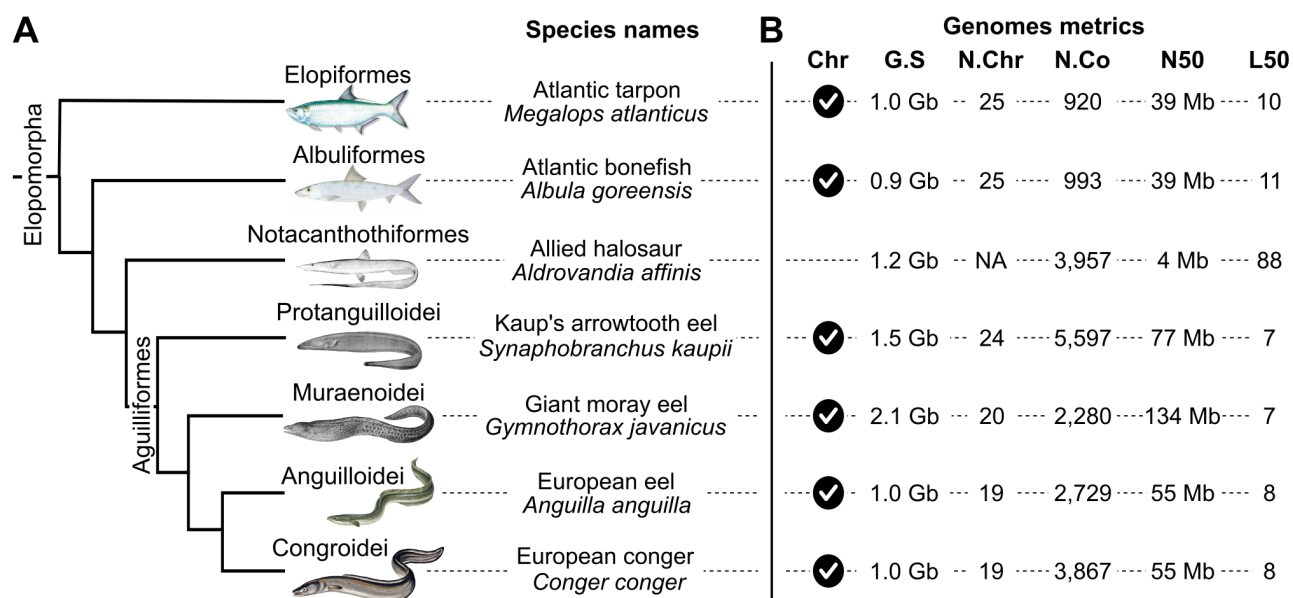 A
Species names
B
Genomes metrics
Chr G.S N.Chr N.Co N50 L50
Elopomorpha
Elopiformes
Atlantic tarpon
Megalops atlanticus
1.0 Gb 25 920 39 Mb 10
Albuliformes
Atlantic bonefish
Albula goreensis
0.9 Gb 25 993 39 Mb 11
Notacanthothiformes
Allied halosaur
Aldrovandia affinis
1.2 Gb NA 3,957 4 Mb 88
Aguilliformes
Protanguilloidei
Kaup's arrowtooth eel
Synaphobranchus kaupii
1.5 Gb 24 5,597 77 Mb 7
Muraenoidei
Giant moray eel
Gymnothorax javanicus
2.1 Gb 20 2,280 134 Mb 7
Anguilloidei
European eel
Anguilla anguilla
1.0 Gb 19 2,729 55 Mb 8
Congroidei
European conger
Conger conger
1.0 Gb 19 3,867 55 Mb 8